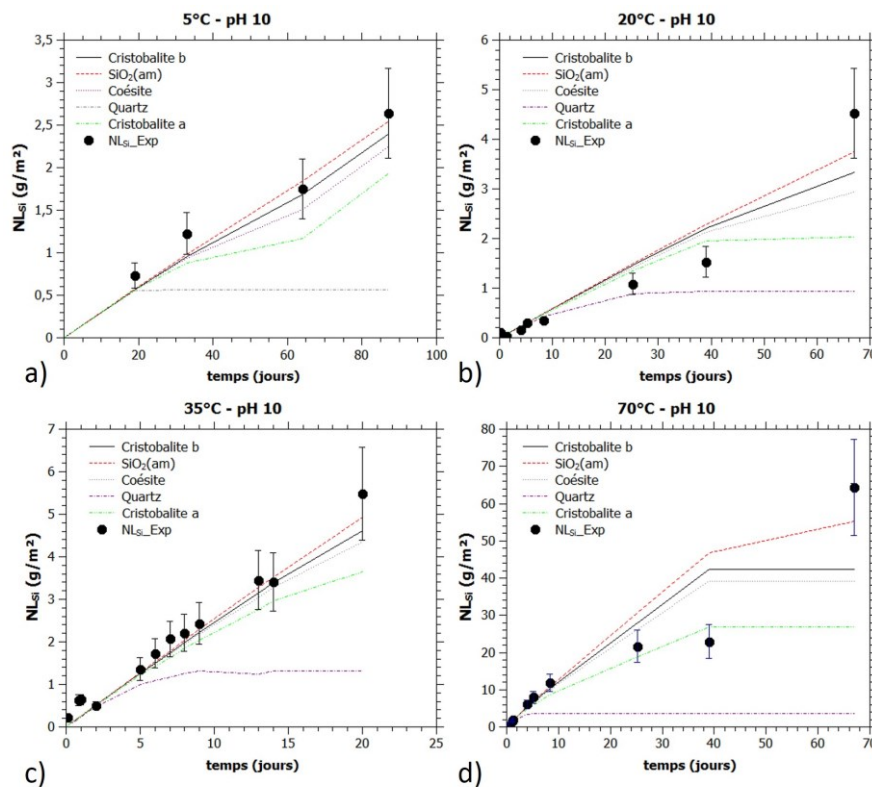 5°C - pH 10
3,5
3
2,5
2
1,5
1
0,5
0
NLSi (g/m²)
Cristobalite b
SiO2(am)
Coésite
Quartz
Cristobalite a
NLSi_Exp
0 20 40 60 80 100
temps (jours)
a)
20°C - pH 10
6
5
4
3
2
1
0
NLSi (g/m²)
Cristobalite b
SiO2(am)
Coésite
Quartz
Cristobalite a
NLSi_Exp
0 10 20 30 40 50 60 70
temps (jours)
b)
35°C - pH 10
7
6
5
4
3
2
1
0
NLSi (g/m²)
Cristobalite b
SiO2(am)
Coésite
Quartz
Cristobalite a
NLSi_Exp
0 5 10 15 20 25
temps (jours)
c)
70°C - pH 10
80
70
60
50
40
30
20
10
0
NLSi (g/m²)
Cristobalite b
SiO2(am)
Coésite
Quartz
Cristobalite a
NLSi_Exp
0 10 20 30 40 50 60 70
temps (jours)
d)